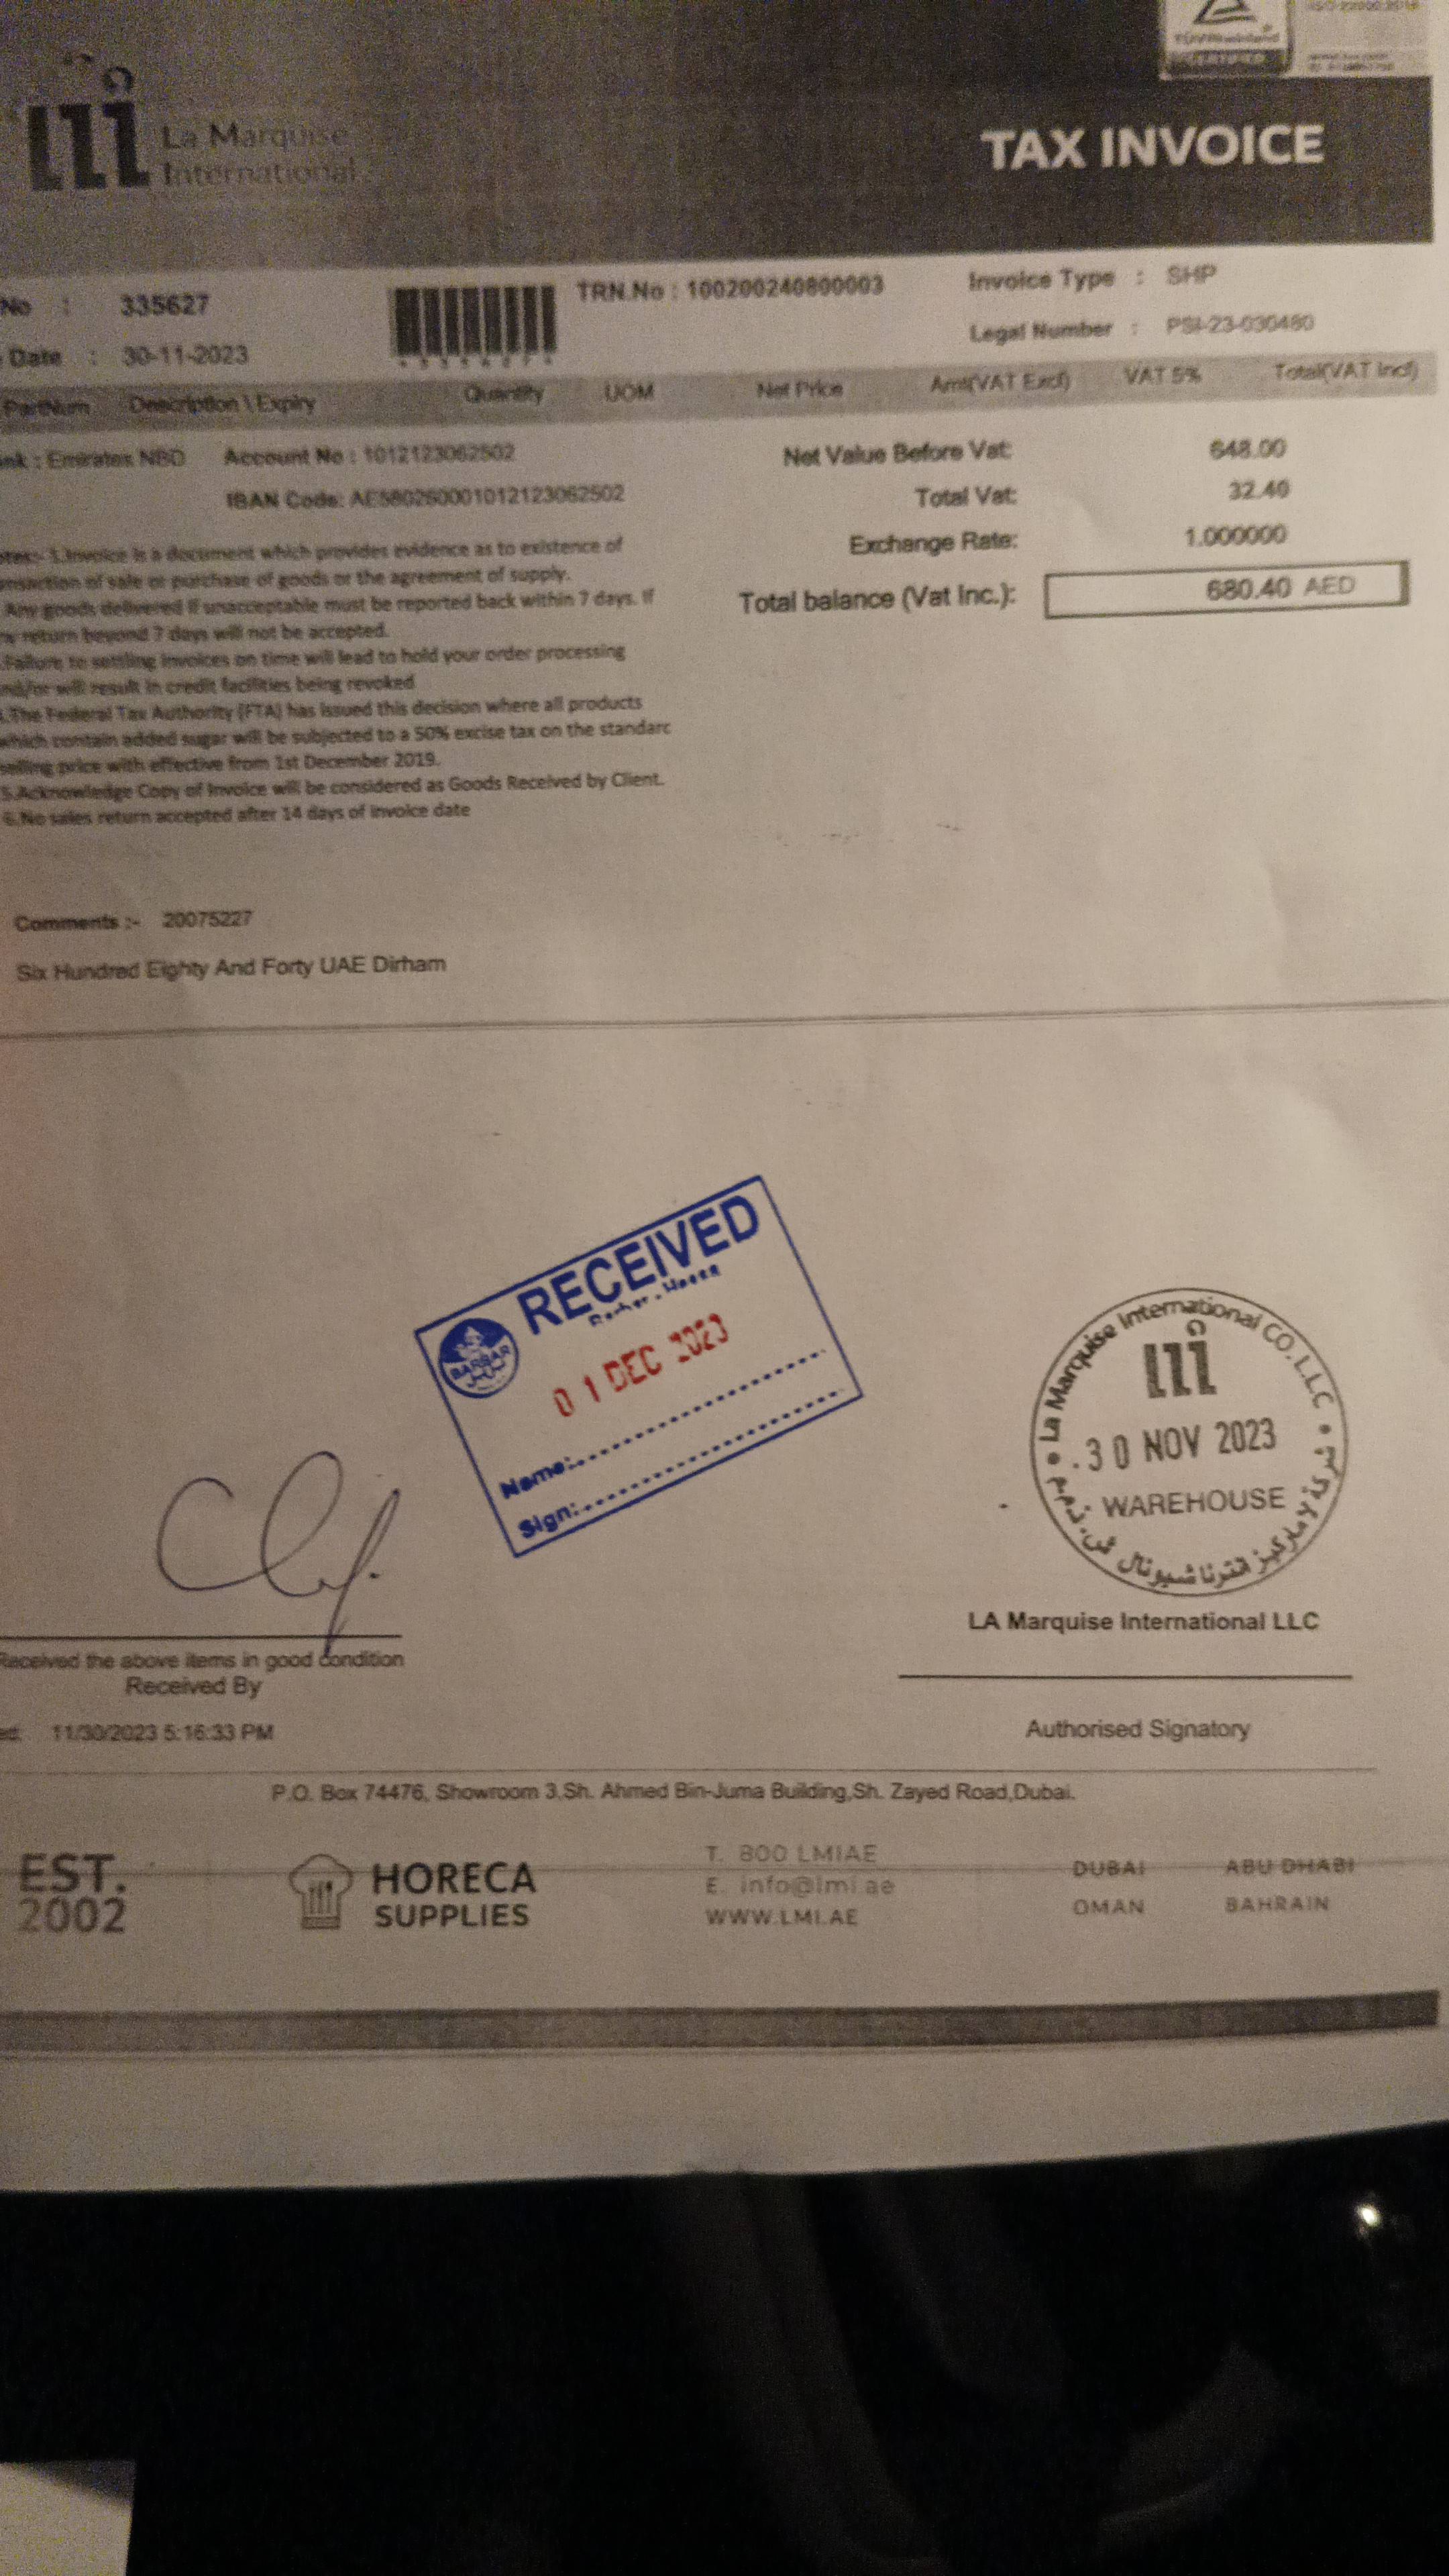 TÜVRheinland
CERTIFIED
La Marquise
International
TAX INVOICE
No : 335627
TRN.No : 100200240800003
Invoice Type : SHP
Date : 30-11-2023
Legal Number : PSI-23-030480
PartNum Description \ Expiry Quantity UOM Net Price Amt(VAT Excl) VAT 5% Total(VAT Incl)
: Emirates NBD Account No : 1012123062502
Net Value Before Vat: 648.00
IBAN Code: AE580260001012123062502
Total Vat: 32.40
Exchange Rate: 1.000000
Total balance (Vat Inc.): 680.40 AED
1.Invoice is a document which provides evidence as to existence of
of sale or purchase of goods or the agreement of supply.
Any goods delivered if unacceptable must be reported back within 7 days. If
return beyond 7 days will not be accepted.
.Failure to settling invoices on time will lead to hold your order processing
nd/or will result in credit facilities being revoked
.The Federal Tax Authority (FTA) has issued this decision where all products
which contain added sugar will be subjected to a 50% excise tax on the standarc
selling price with effective from 1st December 2019.
5.Acknowledge Copy of Invoice will be considered as Goods Received by Client.
6.No sales return accepted after 14 days of invoice date
Comments :- 20075227
Six Hundred Eighty And Forty UAE Dirham
RECEIVED
BARBAR
01 DEC 2023
Name:
Sign:
La Marquise International CO. L.L.C
30 NOV 2023
WAREHOUSE
شركة لاماركيز انترناشيونال ش.ذ.م.م
LA Marquise International LLC
Received the above items in good condition
Received By
11/30/2023 5:16:33 PM
Authorised Signatory
P.O. Box 74476, Showroom 3,Sh. Ahmed Bin-Juma Building,Sh. Zayed Road,Dubai.
EST.
2002
HORECA
SUPPLIES
T. 800 LMIAE
E. info@lmi.ae
WWW.LMI.AE
DUBAI ABU DHABI
OMAN BAHRAIN